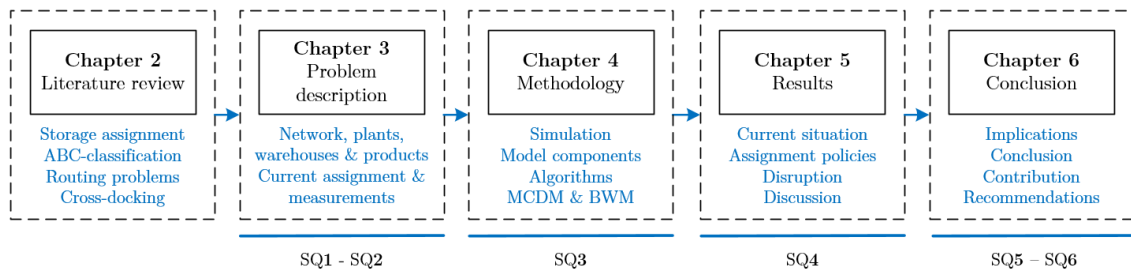 Chapter 2
Literature review
Storage assignment
ABC-classification
Routing problems
Cross-docking
Chapter 3
Problem
description
Network, plants,
warehouses & products
Current assignment &
measurements
SQ1 - SQ2
Chapter 4
Methodology
Simulation
Model components
Algorithms
MCDM & BWM
SQ3
Chapter 5
Results
Current situation
Assignment policies
Disruption
Discussion
SQ4
Chapter 6
Conclusion
Implications
Conclusion
Contribution
Recommendations
SQ5 – SQ6